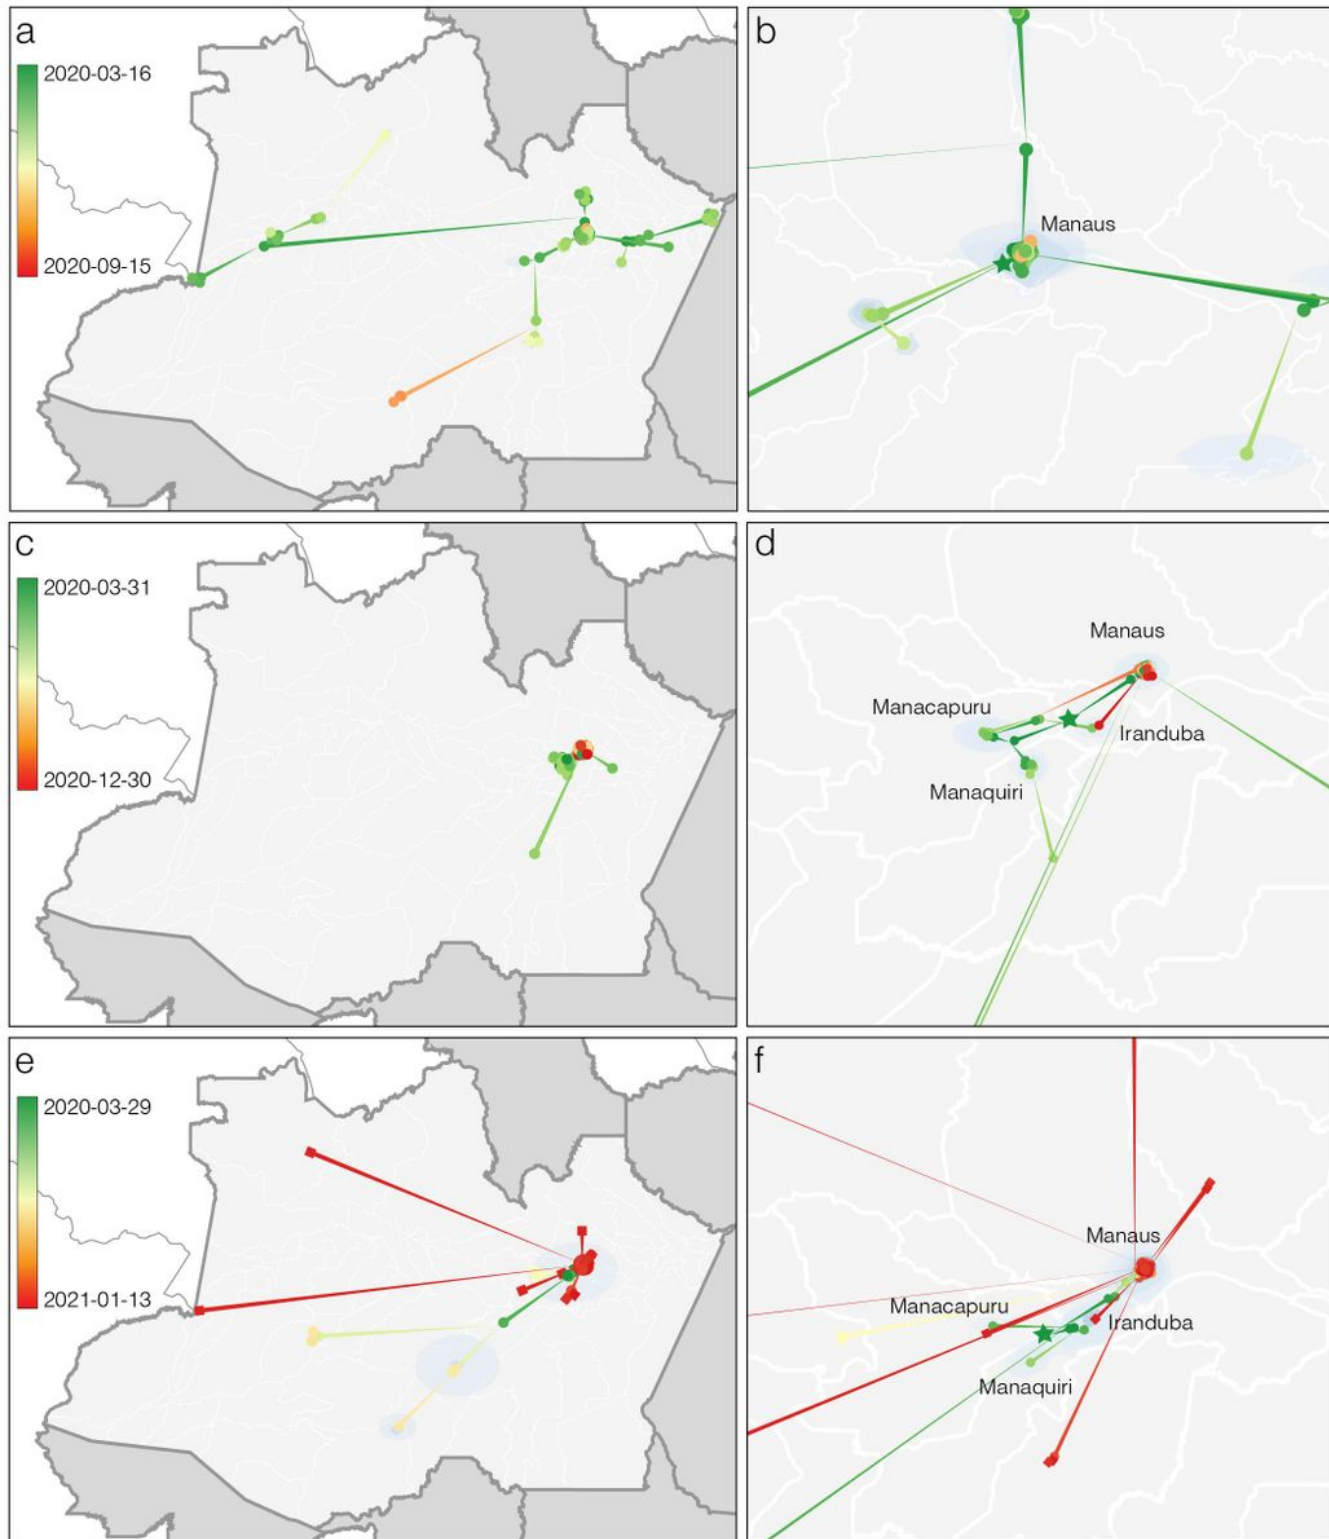 a
2020-03-16
2020-09-15
b
Manaus
c
2020-03-31
2020-12-30
d
Manaus
Manacapuru
Iranduba
Manaquiri
e
2020-03-29
2021-01-13
f
Manaus
Manacapuru
Iranduba
Manaquiri